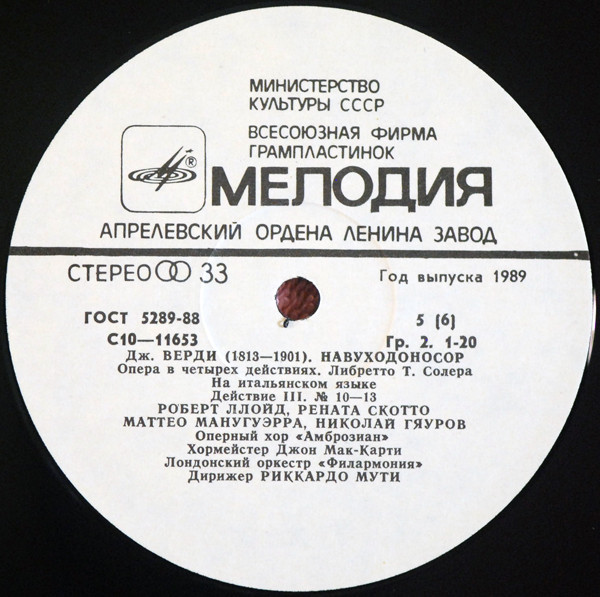 МИНИСТЕРСТВО
КУЛЬТУРЫ СССР
ВСЕСОЮЗНАЯ ФИРМА
ГРАМПЛАСТИНОК
®
МЕЛОДИЯ
АПРЕЛЕВСКИЙ ОРДЕНА ЛЕНИНА ЗАВОД
СТЕРЕО 33
Год выпуска 1989
ГОСТ 5289-88
5 (6)
С10—11653
Гр. 2. 1-20
Дж. ВЕРДИ (1813—1901). НАВУХОДОНОСОР
Опера в четырех действиях. Либретто Т. Солера
На итальянском языке
Действие III. № 10—13
РОБЕРТ ЛЛОЙД, РЕНАТА СКОТТО
МАТТЕО МАНУГУЭРРА, НИКОЛАЙ ГЯУРОВ
Оперный хор «Амброзиан»
Хормейстер Джон Мак-Карти
Лондонский оркестр «Филармония»
Дирижер РИККАРДО МУТИ